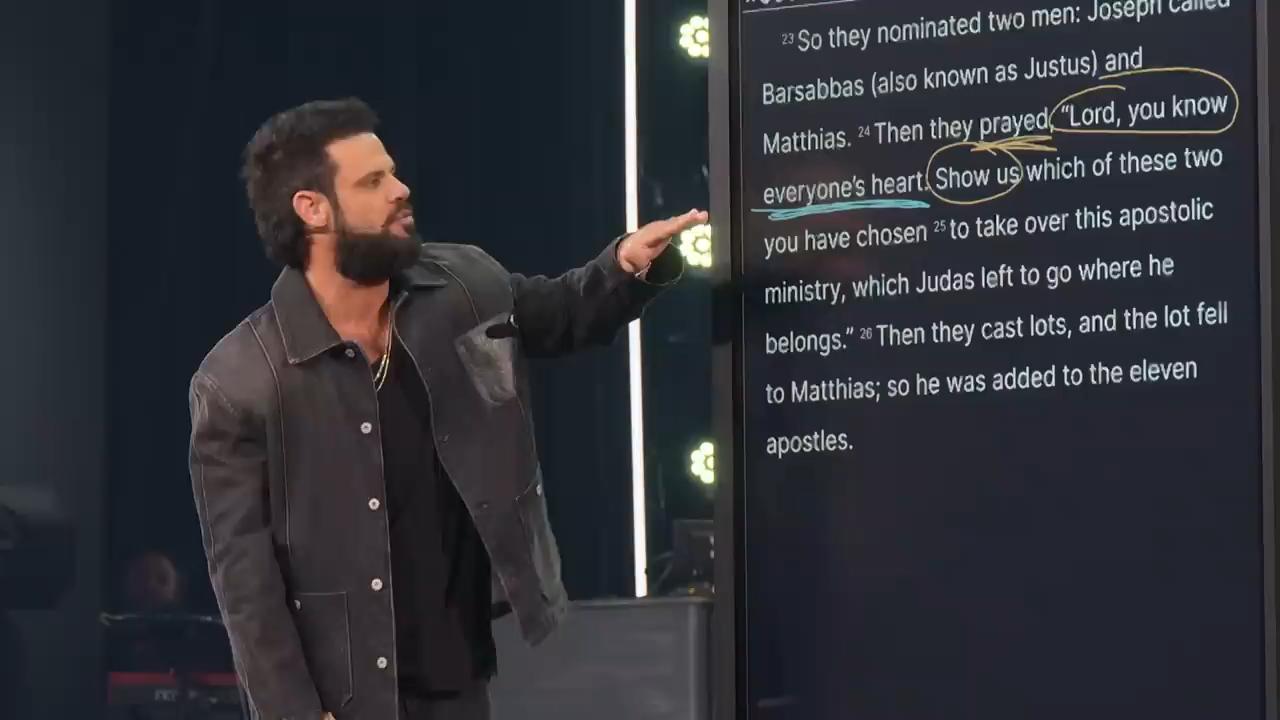 ²³ So they nominated two men: Joseph called
Barsabbas (also known as Justus) and
Matthias. ²⁴ Then they prayed, “Lord, you know
everyone’s heart. Show us which of these two
you have chosen ²⁵ to take over this apostolic
ministry, which Judas left to go where he
belongs.” ²⁶ Then they cast lots, and the lot fell
to Matthias; so he was added to the eleven
apostles.